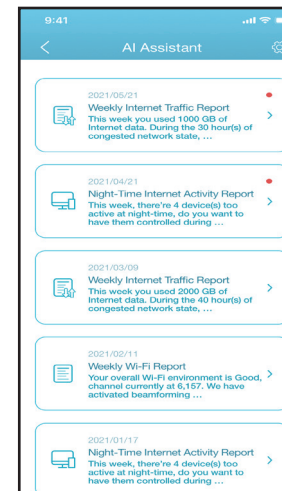 9:41
AI Assistant
2021/05/21
Weekly Internet Traffic Report
This week you used 1000 GB of
Internet data. During the 30 hour(s) of
congested network state, ...
2021/04/21
Night-Time Internet Activity Report
This week, there're 4 device(s) too
active at night-time, do you want to
have them controlled during ...
2021/03/09
Weekly Internet Traffic Report
This week you used 2000 GB of
Internet data. During the 40 hour(s) of
congested network state, ...
2021/02/11
Weekly Wi-Fi Report
Your overall Wi-Fi environment is Good,
channel currently at 6,157. We have
activated beamforming ...
2021/01/17
Night-Time Internet Activity Report
This week, there're 4 device(s) too
active at night-time, do you want to
have them controlled during ...